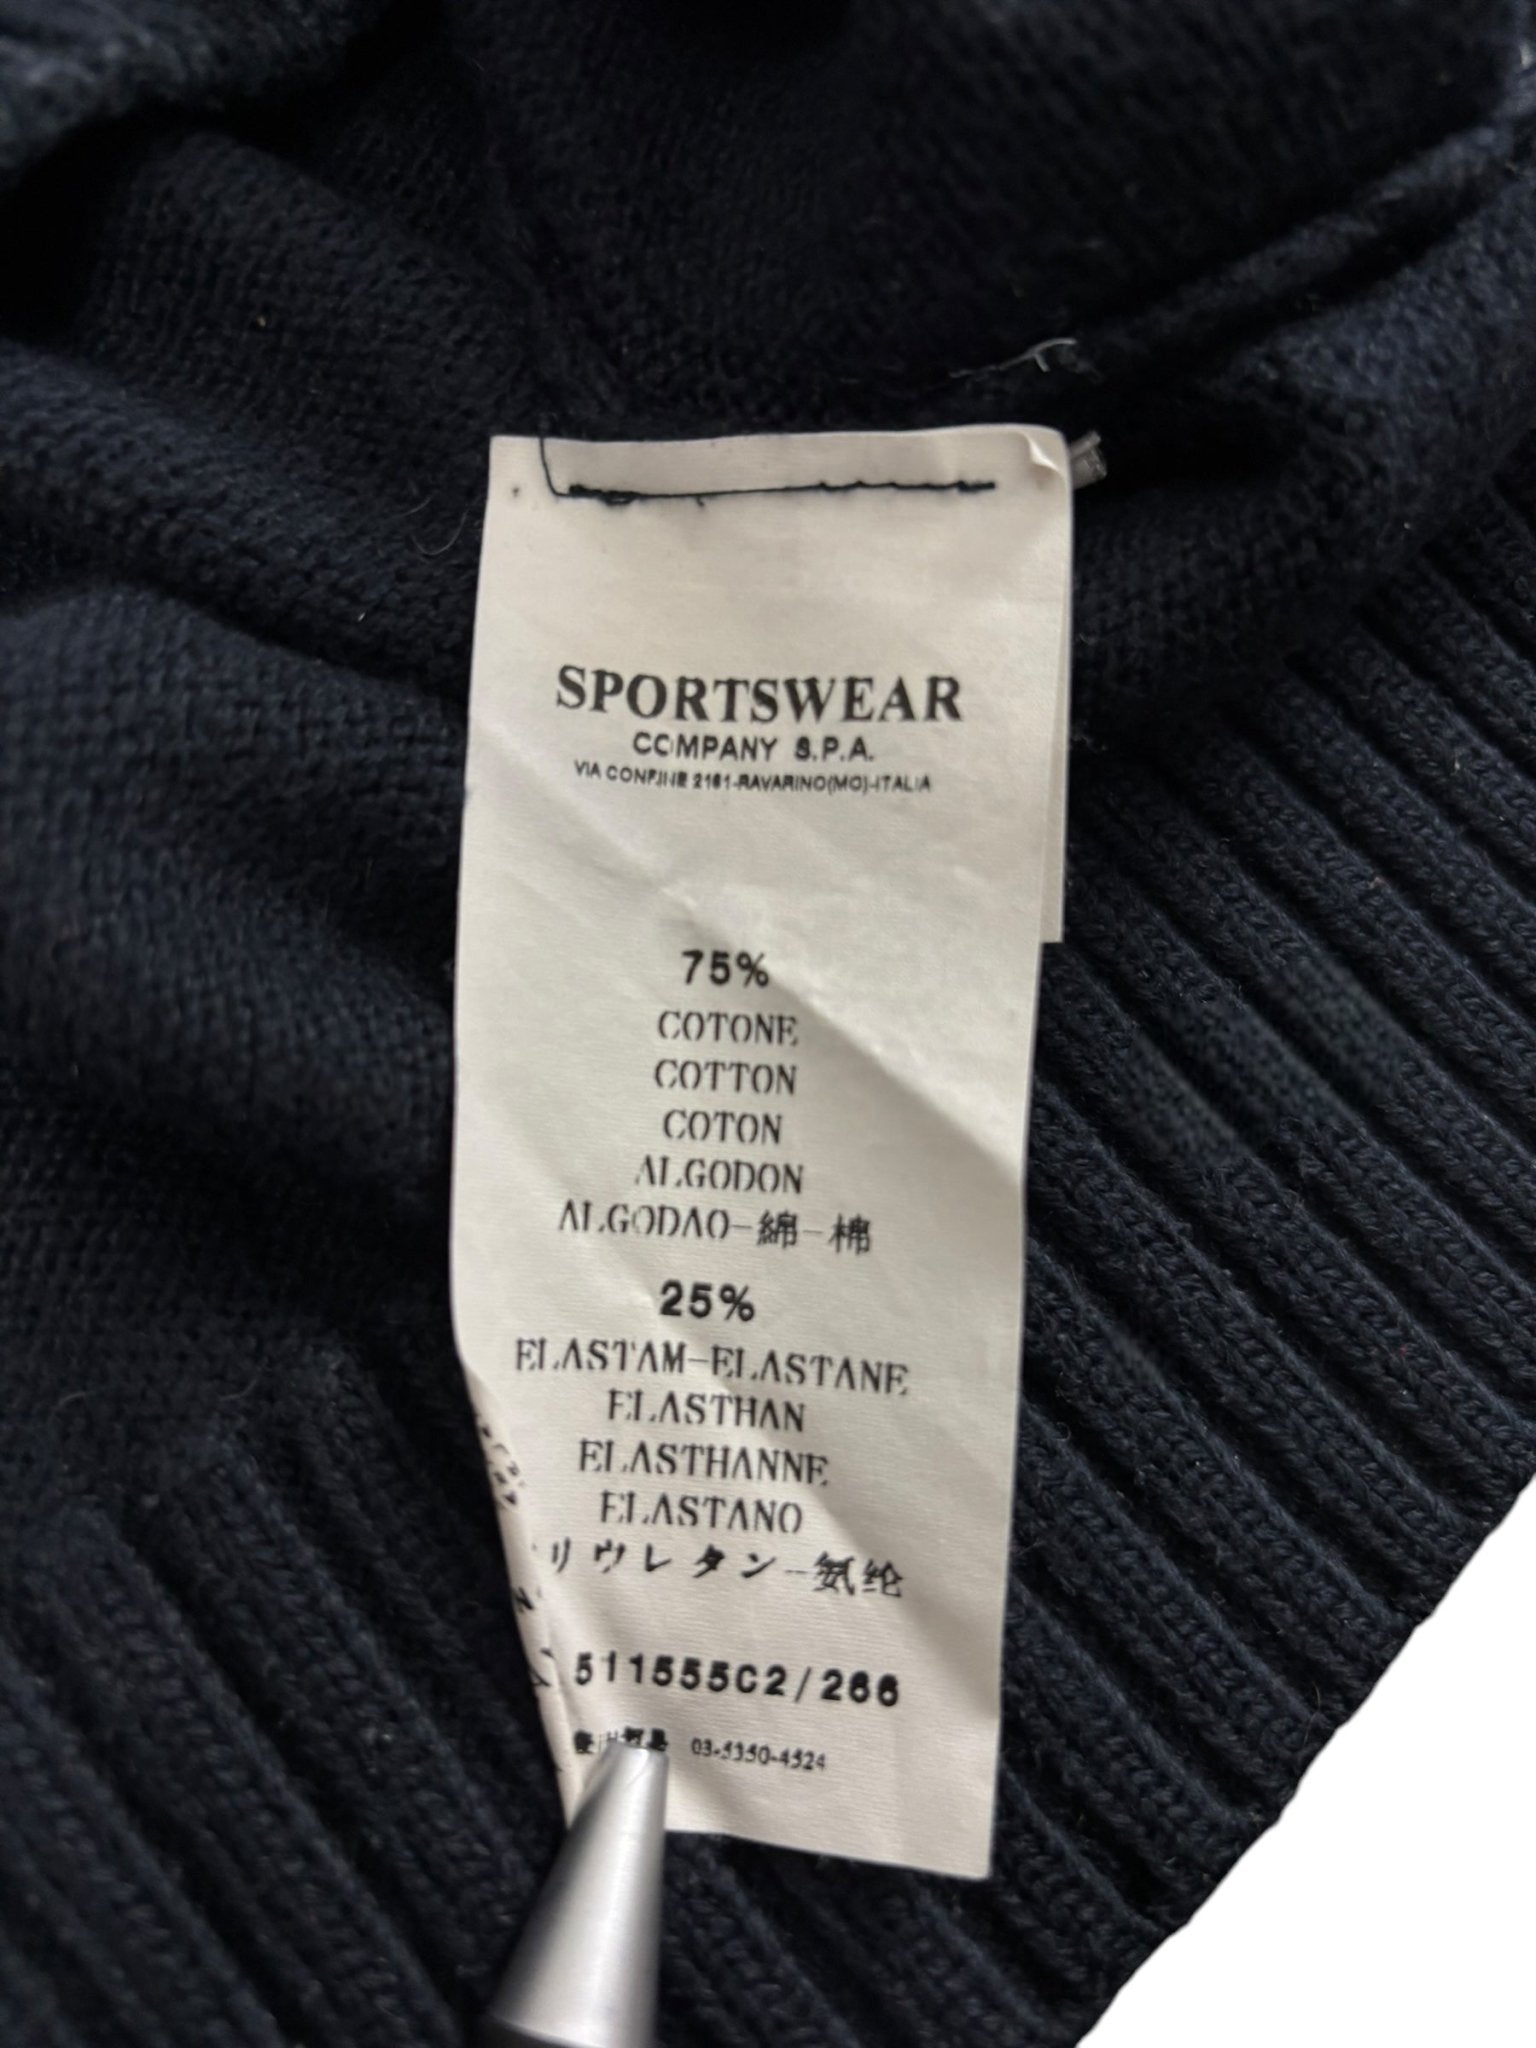 SPORTSWEAR
COMPANY S.P.A.
VIA CONFINE 2161-RAVARINO(MO)-ITALIA
75%
COTONE
COTTON
COTON
ALGODON
ALGODAO-綿-棉
25%
ELASTAM-ELASTANE
ELASTHAN
ELASTHANNE
ELASTANO
リウレタン-氨纶
511555C2/266
03-5350-4524